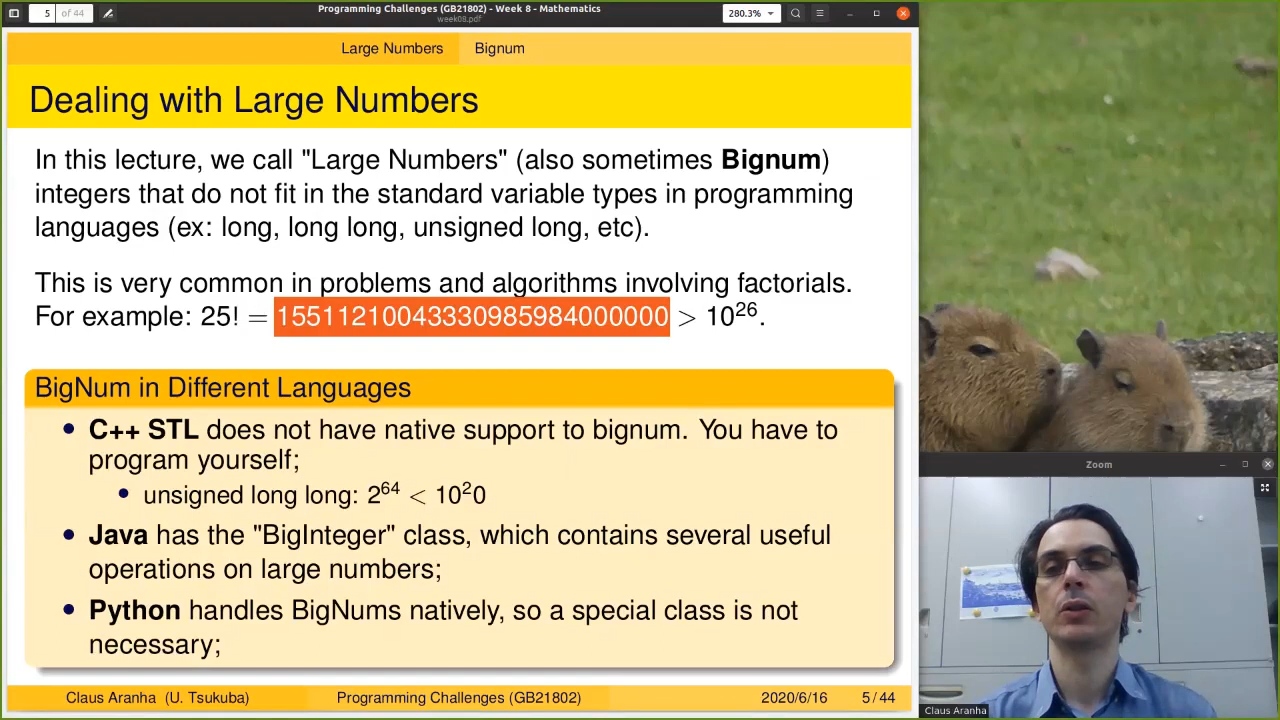 Programming Challenges (GB21802) - Week 8 - Mathematics
week08.pdf
5 of 44
280.3%
Large Numbers Bignum
Dealing with Large Numbers
In this lecture, we call "Large Numbers" (also sometimes Bignum)
integers that do not fit in the standard variable types in programming
languages (ex: long, long long, unsigned long, etc).
This is very common in problems and algorithms involving factorials.
For example: 25! = 15511210043330985984000000 > 10²⁶.
BigNum in Different Languages
• C++ STL does not have native support to bignum. You have to
program yourself;
• unsigned long long: 2⁶⁴ < 10²0
• Java has the "BigInteger" class, which contains several useful
operations on large numbers;
• Python handles BigNums natively, so a special class is not
necessary;
Claus Aranha (U. Tsukuba) Programming Challenges (GB21802) 2020/6/16 5 / 44
Zoom
Claus Aranha